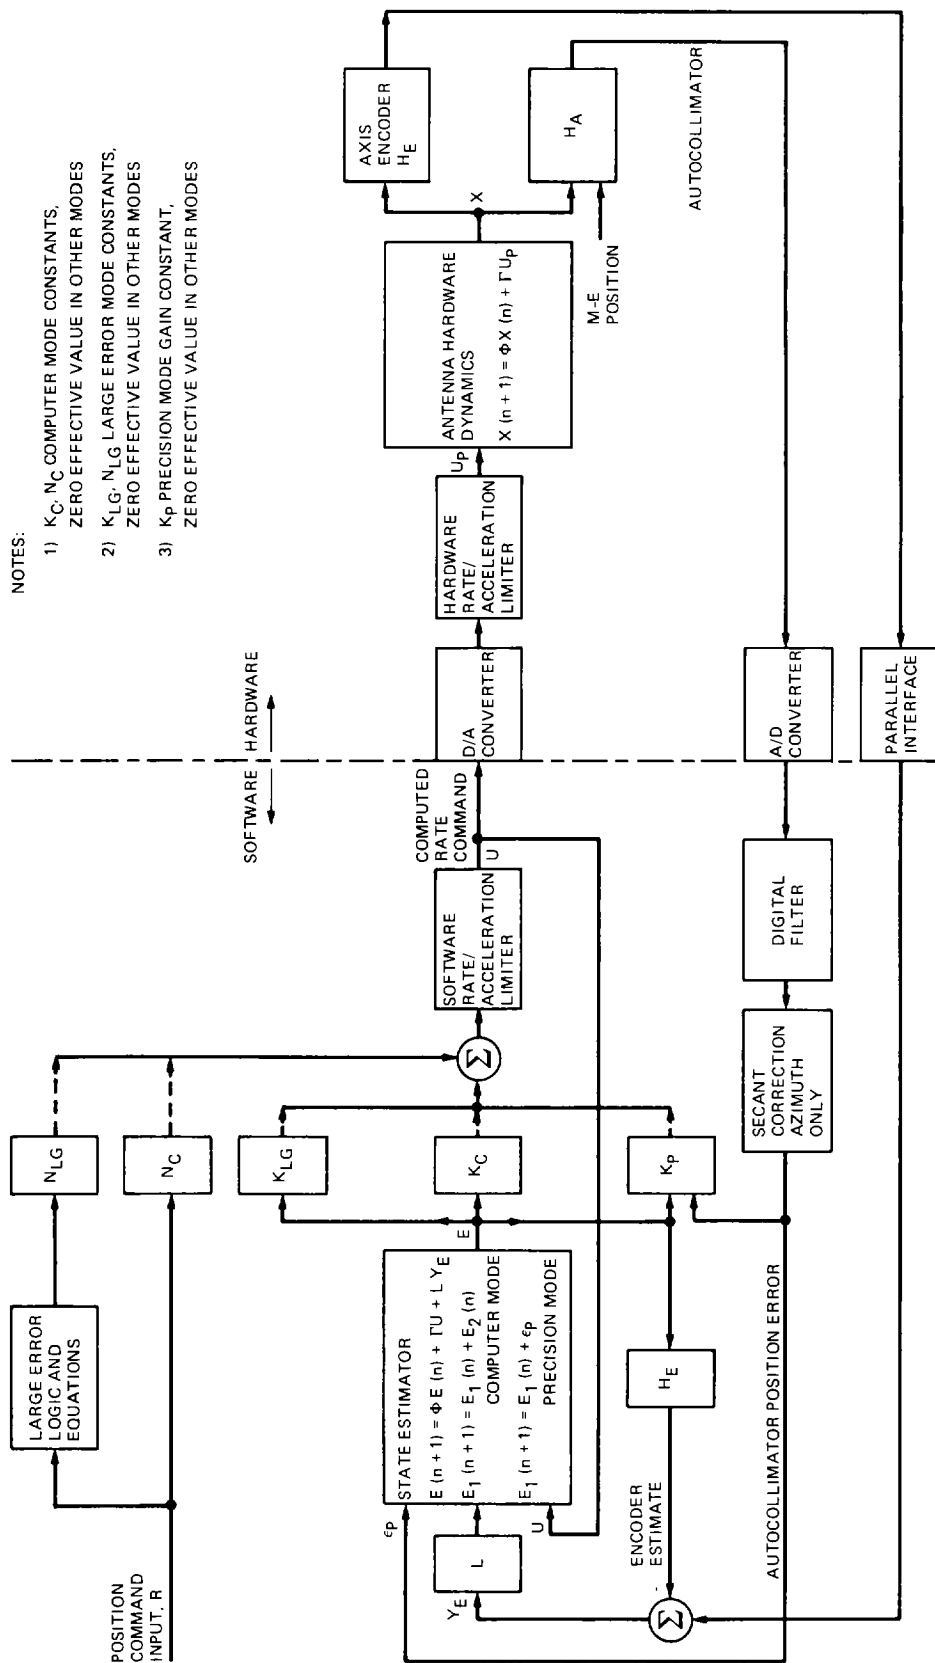 NOTES:
1) K_C, N_C COMPUTER MODE CONSTANTS,
ZERO EFFECTIVE VALUE IN OTHER MODES
2) K_LG, N_LG LARGE ERROR MODE CONSTANTS,
ZERO EFFECTIVE VALUE IN OTHER MODES
3) K_P PRECISION MODE GAIN CONSTANT,
ZERO EFFECTIVE VALUE IN OTHER MODES
SOFTWARE
HARDWARE
POSITION
COMMAND
INPUT, R
LARGE ERROR
LOGIC AND
EQUATIONS
N_LG
N_C
K_LG
K_C
K_P
Σ
SOFTWARE
RATE/
ACCELERATION
LIMITER
COMPUTED
RATE
COMMAND
U
D/A
CONVERTER
HARDWARE
RATE/
ACCELERATION
LIMITER
U_P
ANTENNA HARDWARE
DYNAMICS
X (n + 1) = ΦX (n) + ΓU_P
X
AXIS
ENCODER
H_E
H_A
M-E
POSITION
AUTOCOLLIMATOR
ε_P
STATE ESTIMATOR
E (n + 1) = ΦE (n) + ΓU + L Y_E
E_1 (n + 1) = E_1 (n) + E_2 (n)
COMPUTER MODE
E_1 (n + 1) = E_1 (n) + ε_P
PRECISION MODE
E
U
L
Y_E
Σ
-
ENCODER
ESTIMATE
H_E
AUTOCOLLIMATOR POSITION ERROR
SECANT
CORRECTION
AZIMUTH
ONLY
DIGITAL
FILTER
A/D
CONVERTER
PARALLEL
INTERFACE